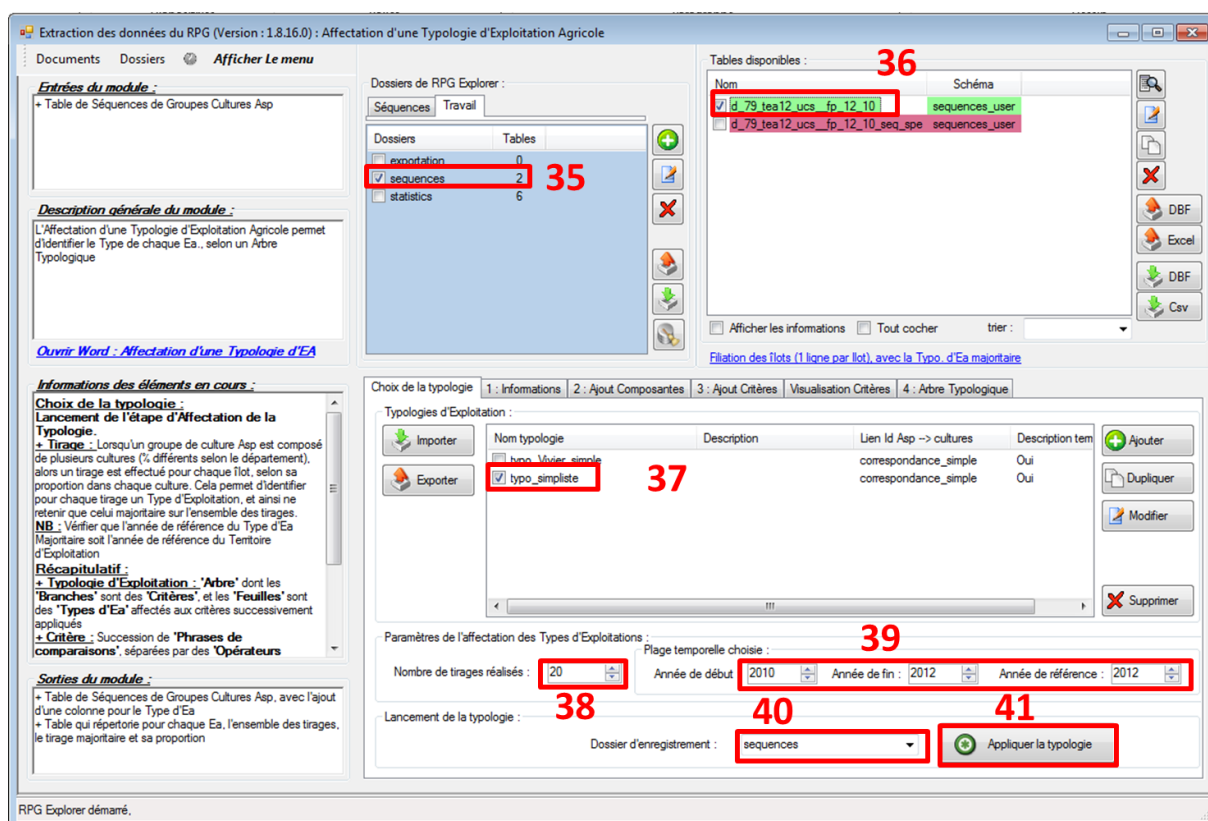 Extraction des données du RPG (Version : 1.8.16.0) : Affectation d'une Typologie d'Exploitation Agricole
Documents Dossiers Afficher Le menu
Entrées du module :
+ Table de Séquences de Groupes Cultures Asp
Description générale du module :
L'Affectation d'une Typologie d'Exploitation Agricole permet
d'identifier le Type de chaque Ea., selon un Arbre
Typologique
Ouvrir Word : Affectation d'une Typologie d'EA
Dossiers de RPG Explorer :
Séquences Travail
Dossiers Tables
exportation 0
sequences 2
statistics 6
35
Tables disponibles :
36
Nom Schéma
d_79_tea12_ucs__fp_12_10 sequences_user
d_79_tea12_ucs__fp_12_10_seq_spe sequences_user
DBF
Excel
DBF
Csv
Afficher les informations Tout cocher trier :
Filiation des îlots (1 ligne par Ilot), avec la Typo. d'Ea majoritaire
Informations des éléments en cours :
Choix de la typologie :
Lancement de l'étape d'Affectation de la
Typologie.
+ Tirage : Lorsqu'un groupe de culture Asp est composé
de plusieurs cultures (% différents selon le département),
alors un tirage est effectué pour chaque îlot, selon sa
proportion dans chaque culture. Cela permet d'identifier
pour chaque tirage un Type d'Exploitation, et ainsi ne
retenir que celui majoritaire sur l'ensemble des tirages.
NB : Vérifier que l'année de référence du Type d'Ea
Majoritaire soit l'année de référence du Territoire
d'Exploitation
Récapitulatif :
+ Typologie d'Exploitation : 'Arbre' dont les
'Branches' sont des 'Critères', et les 'Feuilles' sont
des 'Types d'Ea' affectés aux critères successivement
appliqués
+ Critère : Succession de 'Phrases de
comparaisons', séparées par des 'Opérateurs
Sorties du module :
+ Table de Séquences de Groupes Cultures Asp, avec l'ajout
d'une colonne pour le Type d'Ea
+ Table qui répertorie pour chaque Ea, l'ensemble des tirages,
le tirage majoritaire et sa proportion
Choix de la typologie 1 : Informations 2 : Ajout Composantes 3 : Ajout Critères Visualisation Critères 4 : Arbre Typologique
Typologies d'Exploitation :
Importer
Exporter
Nom typologie Description Lien Id Asp --> cultures Description tem
typo_Vivier_simple correspondance_simple Oui
typo_simpliste correspondance_simple Oui
37
Ajouter
Dupliquer
Modifier
Supprimer
Paramètres de l'affectation des Types d'Exploitations :
39
Plage temporelle choisie :
Nombre de tirages réalisés : 20 Année de début 2010 Année de fin : 2012 Année de référence : 2012
38 40 41
Lancement de la typologie :
Dossier d'enregistrement : sequences Appliquer la typologie
RPG Explorer démarré,